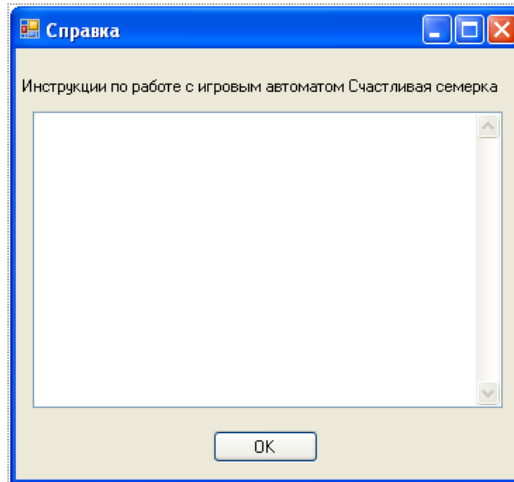 Справка
Инструкции по работе с игровым автоматом Счастливая семерка
OK